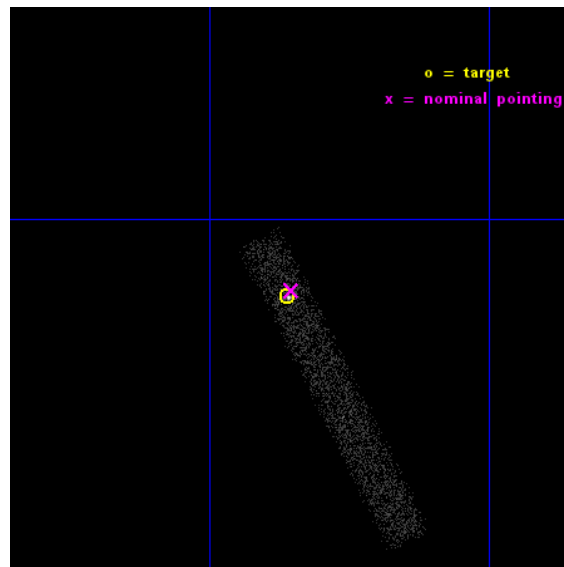 o = target
x = nominal pointing